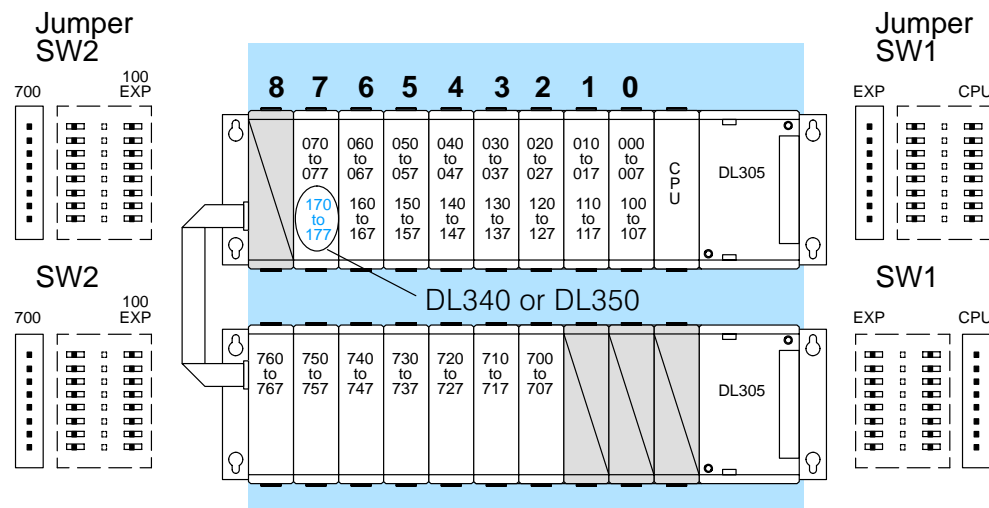 Jumper
SW2
700
100
EXP
Jumper
SW1
EXP
CPU
8 7 6 5 4 3 2 1 0
070
to
077
170
to
177
060
to
067
160
to
167
050
to
057
150
to
157
040
to
047
140
to
147
030
to
037
130
to
137
020
to
027
120
to
127
010
to
017
110
to
117
000
to
007
100
to
107
C
P
U
DL305
DL340 or DL350
SW2
700
100
EXP
SW1
EXP
CPU
760
to
767
750
to
757
740
to
747
730
to
737
720
to
727
710
to
717
700
to
707
DL305